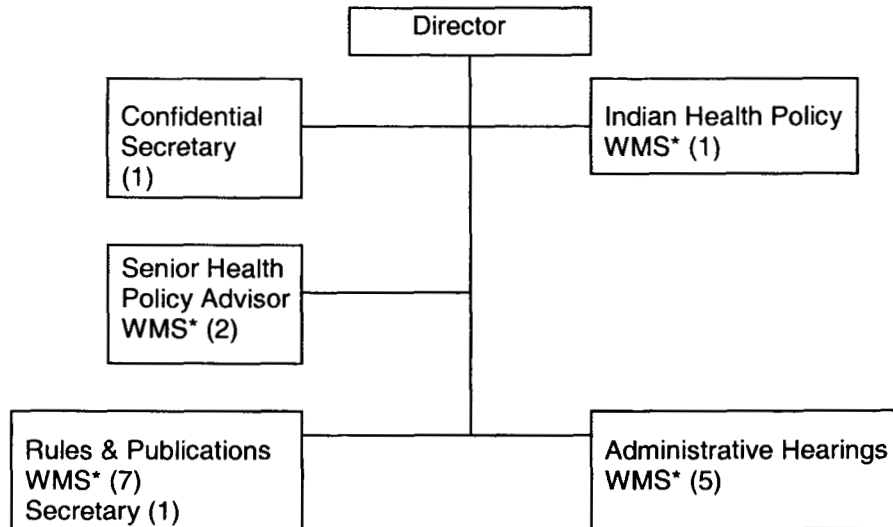 Director
Confidential
Secretary
(1)
Indian Health Policy
WMS* (1)
Senior Health
Policy Advisor
WMS* (2)
Rules & Publications
WMS* (7)
Secretary (1)
Administrative Hearings
WMS* (5)